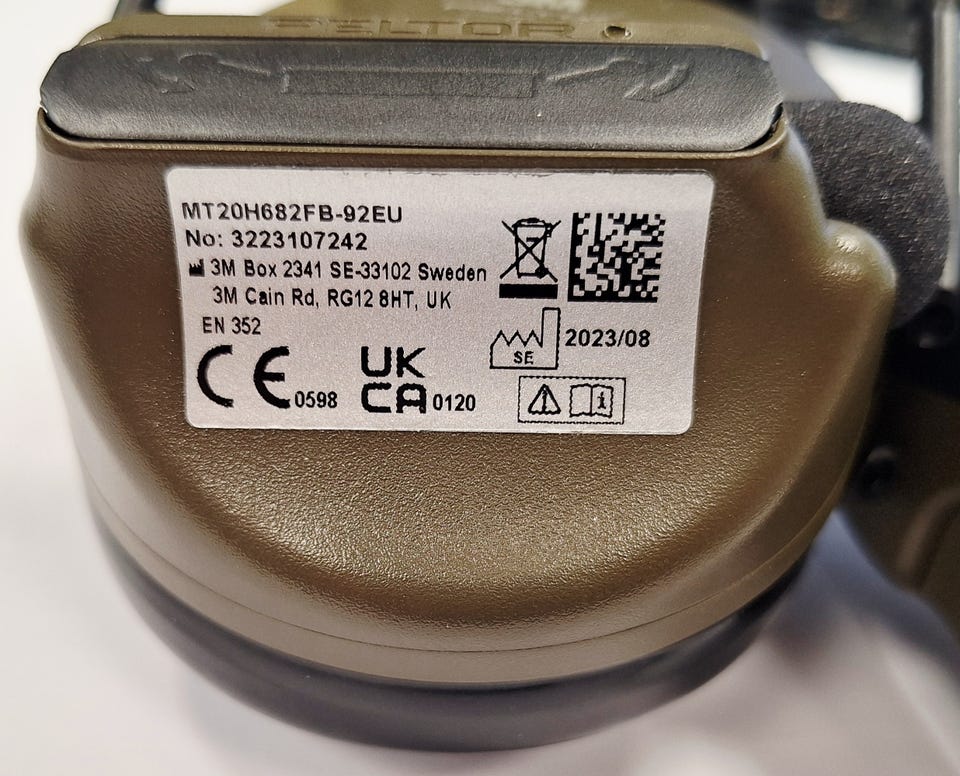 PELTOR
MT20H682FB-92EU
No: 3223107242
3M Box 2341 SE-33102 Sweden
3M Cain Rd, RG12 8HT, UK
EN 352
CE 0598
UK
CA 0120
SE 2023/08
i